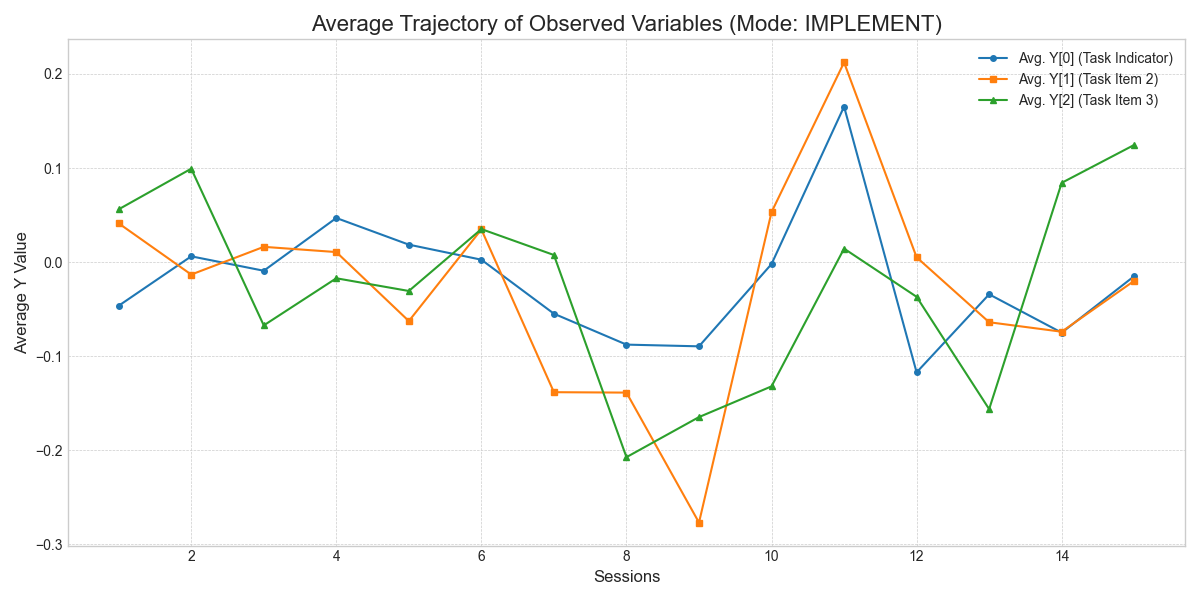 Average Trajectory of Observed Variables (Mode: IMPLEMENT)
Avg. Y[0] (Task Indicator)
Avg. Y[1] (Task Item 2)
Avg. Y[2] (Task Item 3)
Average Y Value
0.2
0.1
0.0
−0.1
−0.2
−0.3
2 4 6 8 10 12 14
Sessions